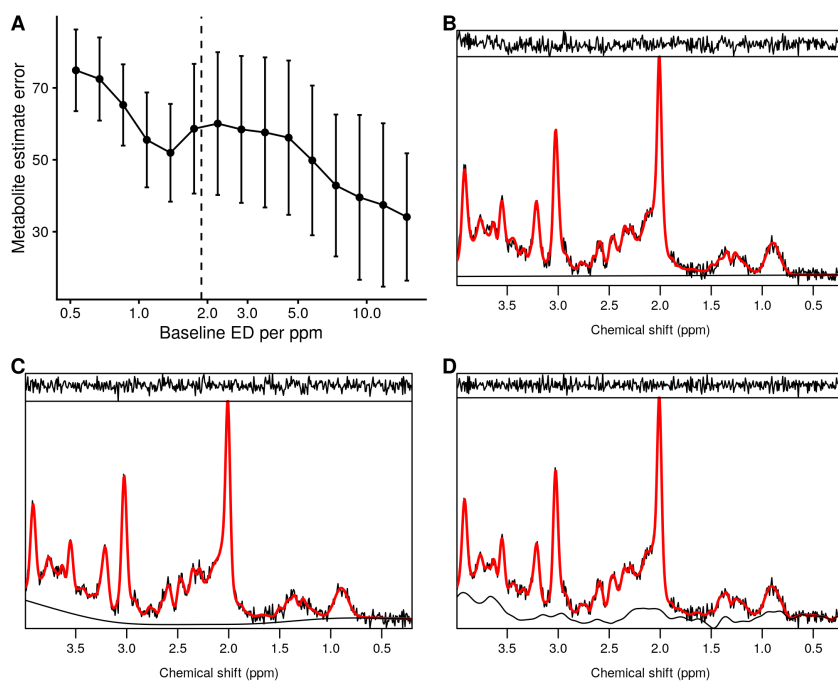 A
Metabolite estimate error
70
50
30
0.5 1.0 2.0 3.0 5.0 10.0
Baseline ED per ppm
B
3.5 3.0 2.5 2.0 1.5 1.0 0.5
Chemical shift (ppm)
C
3.5 3.0 2.5 2.0 1.5 1.0 0.5
Chemical shift (ppm)
D
3.5 3.0 2.5 2.0 1.5 1.0 0.5
Chemical shift (ppm)